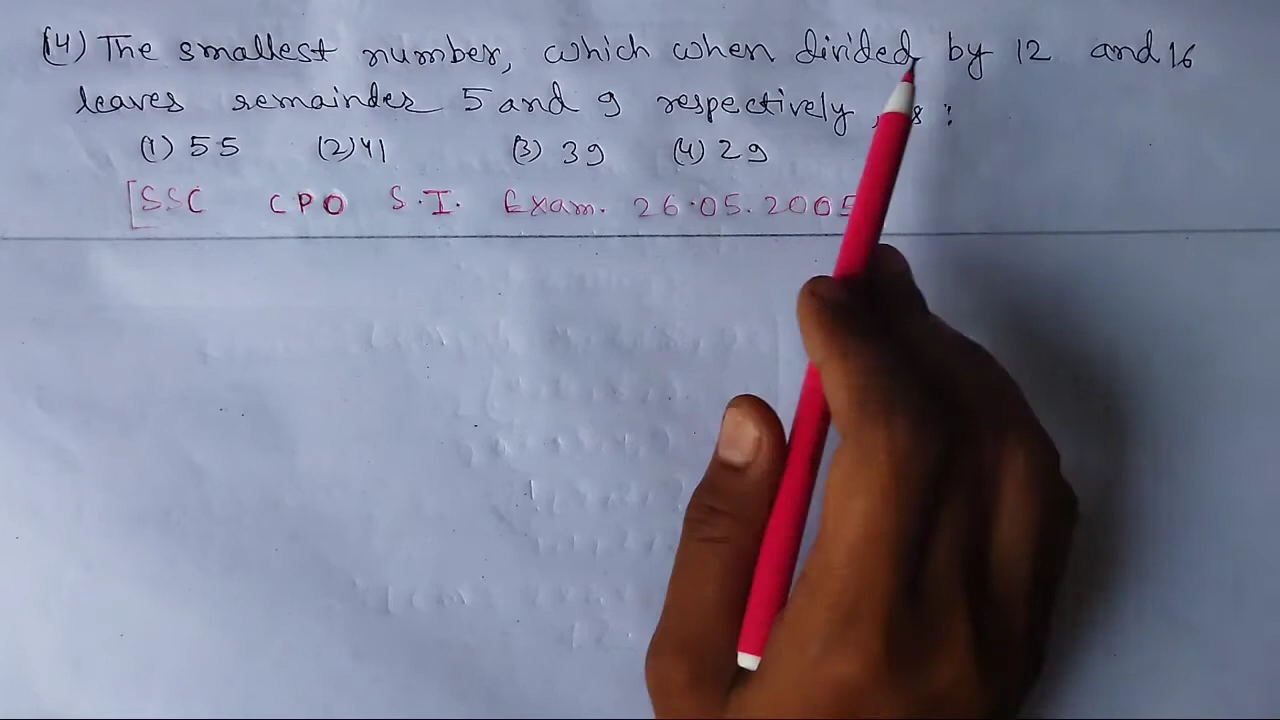 (4) The smallest number, which when divided by 12 and 16
leaves remainder 5 and 9 respectively, is :
(1) 55 (2) 41 (3) 39 (4) 29
[SSC CPO S.I. Exam. 26.05.2005